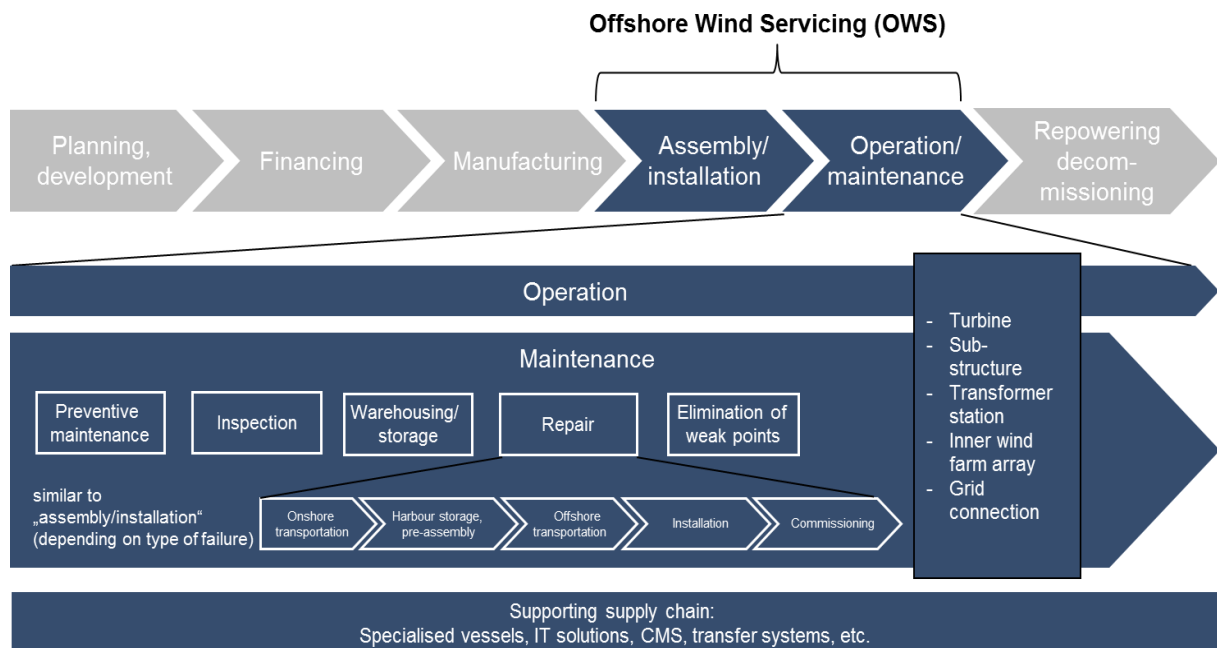 Offshore Wind Servicing (OWS)
Planning,
development
Financing
Manufacturing
Assembly/
installation
Operation/
maintenance
Repowering
decom-
missioning
Operation
Maintenance
Preventive
maintenance
Inspection
Warehousing/
storage
Repair
Elimination of
weak points
similar to
„assembly/installation“
(depending on type of failure)
Onshore
transportation
Harbour storage,
pre-assembly
Offshore
transportation
Installation
Commissioning
- Turbine
- Sub-
structure
- Transformer
station
- Inner wind
farm array
- Grid
connection
Supporting supply chain:
Specialised vessels, IT solutions, CMS, transfer systems, etc.